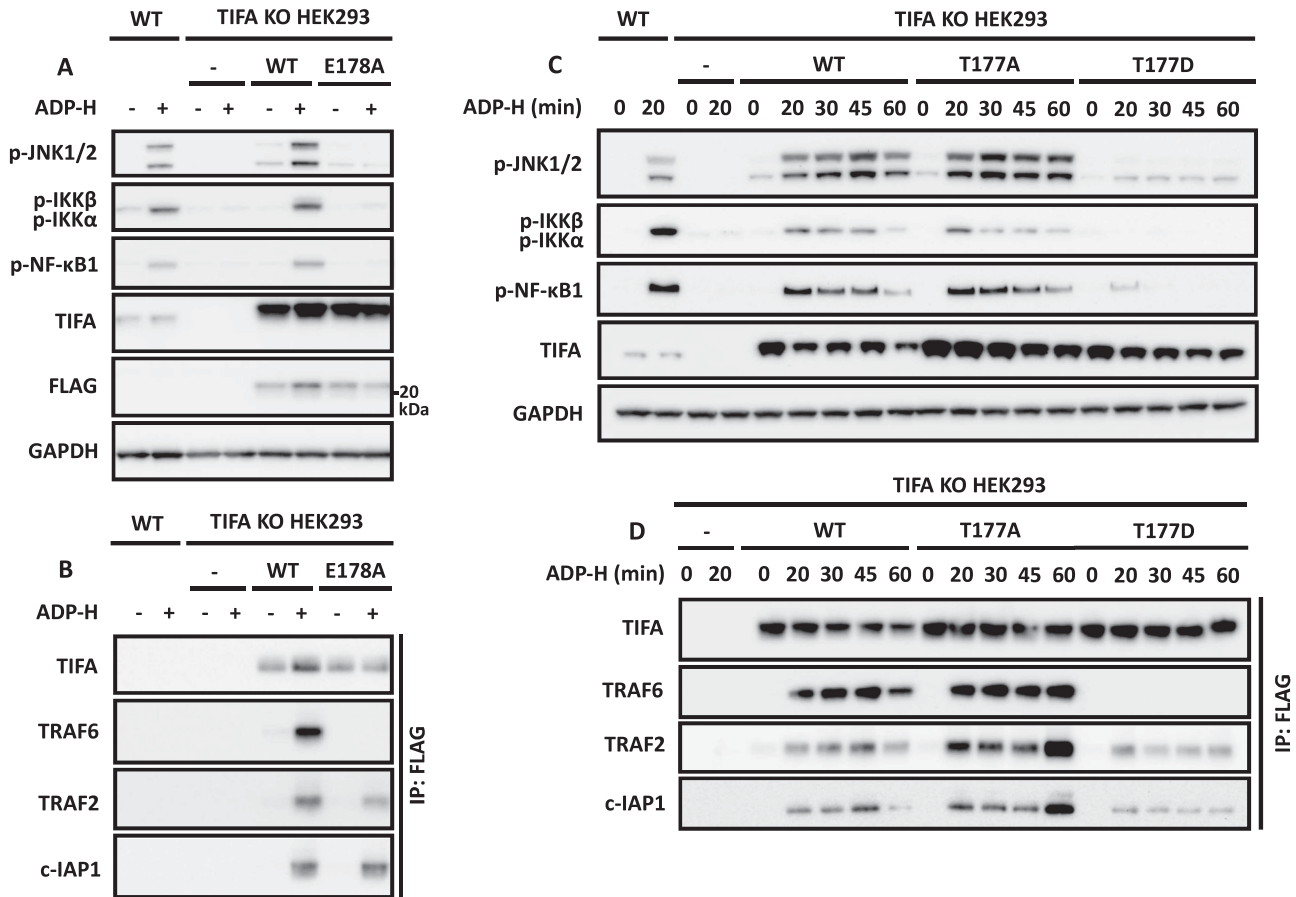 WT TIFA KO HEK293
A - WT E178A
ADP-H - + - + - + - +
p-JNK1/2
p-IKKβ
p-IKKα
p-NF-κB1
TIFA
FLAG
20
kDa
GAPDH
WT TIFA KO HEK293
B - WT E178A
ADP-H - + - + - + - +
TIFA
TRAF6
TRAF2
c-IAP1
IP: FLAG
TIFA KO HEK293
WT
C - WT T177A T177D
ADP-H (min) 0 20 0 20 0 20 30 45 60 0 20 30 45 60 0 20 30 45 60
p-JNK1/2
p-IKKβ
p-IKKα
p-NF-κB1
TIFA
GAPDH
TIFA KO HEK293
D - WT T177A T177D
ADP-H (min) 0 20 0 20 30 45 60 0 20 30 45 60 0 20 30 45 60
TIFA
TRAF6
TRAF2
c-IAP1
IP: FLAG